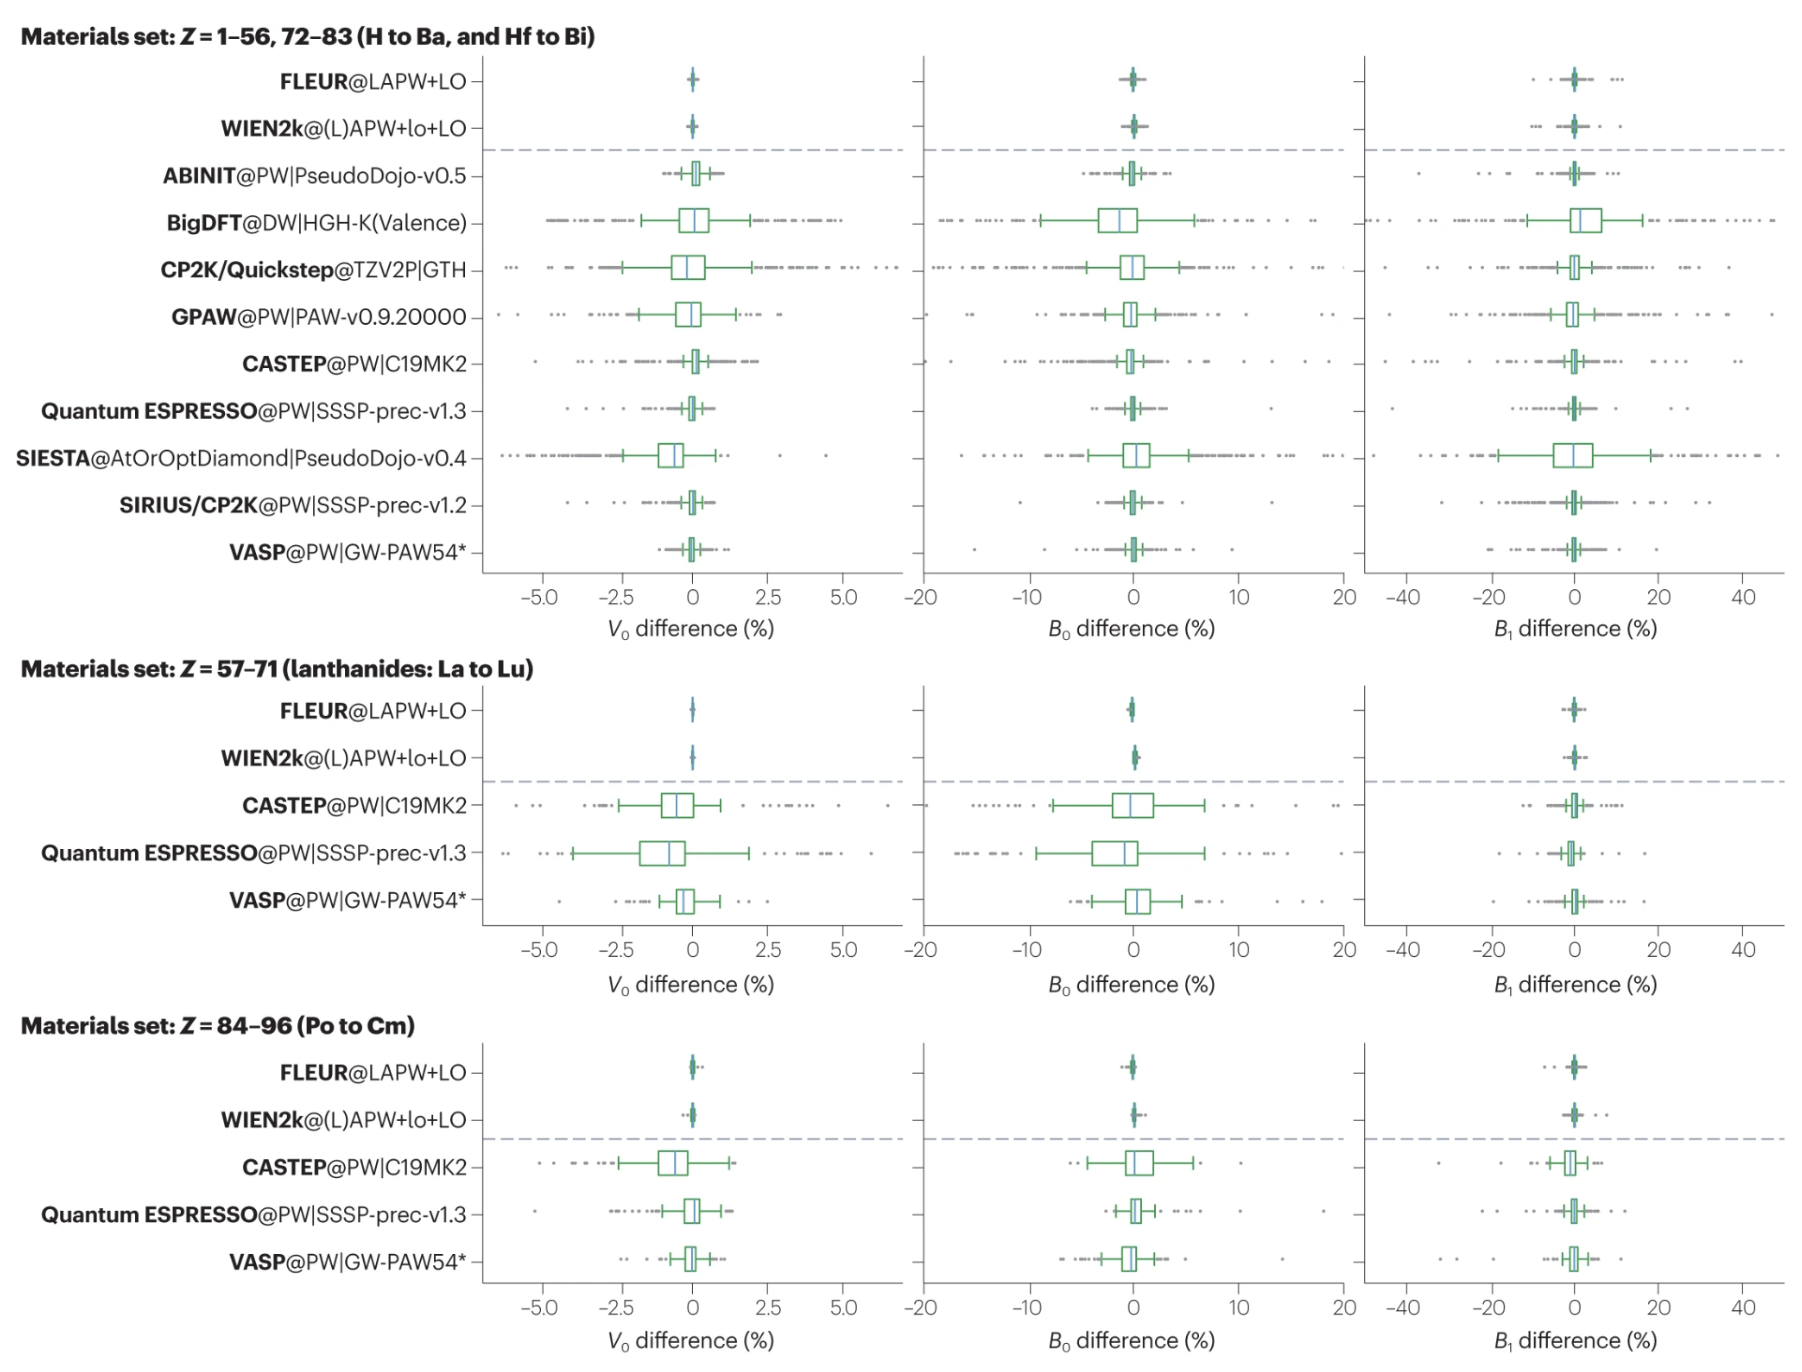 Materials set: Z = 1–56, 72–83 (H to Ba, and Hf to Bi)
FLEUR@LAPW+LO
WIEN2k@(L)APW+lo+LO
ABINIT@PW|PseudoDojo-v0.5
BigDFT@DW|HGH-K(Valence)
CP2K/Quickstep@TZV2P|GTH
GPAW@PW|PAW-v0.9.20000
CASTEP@PW|C19MK2
Quantum ESPRESSO@PW|SSSP-prec-v1.3
SIESTA@AtOrOptDiamond|PseudoDojo-v0.4
SIRIUS/CP2K@PW|SSSP-prec-v1.2
VASP@PW|GW-PAW54*
–5.0 –2.5 0 2.5 5.0 –20 –10 0 10 20 –40 –20 0 20 40
V₀ difference (%) B₀ difference (%) B₁ difference (%)
Materials set: Z = 57–71 (lanthanides: La to Lu)
FLEUR@LAPW+LO
WIEN2k@(L)APW+lo+LO
CASTEP@PW|C19MK2
Quantum ESPRESSO@PW|SSSP-prec-v1.3
VASP@PW|GW-PAW54*
–5.0 –2.5 0 2.5 5.0 –20 –10 0 10 20 –40 –20 0 20 40
V₀ difference (%) B₀ difference (%) B₁ difference (%)
Materials set: Z = 84–96 (Po to Cm)
FLEUR@LAPW+LO
WIEN2k@(L)APW+lo+LO
CASTEP@PW|C19MK2
Quantum ESPRESSO@PW|SSSP-prec-v1.3
VASP@PW|GW-PAW54*
–5.0 –2.5 0 2.5 5.0 –20 –10 0 10 20 –40 –20 0 20 40
V₀ difference (%) B₀ difference (%) B₁ difference (%)